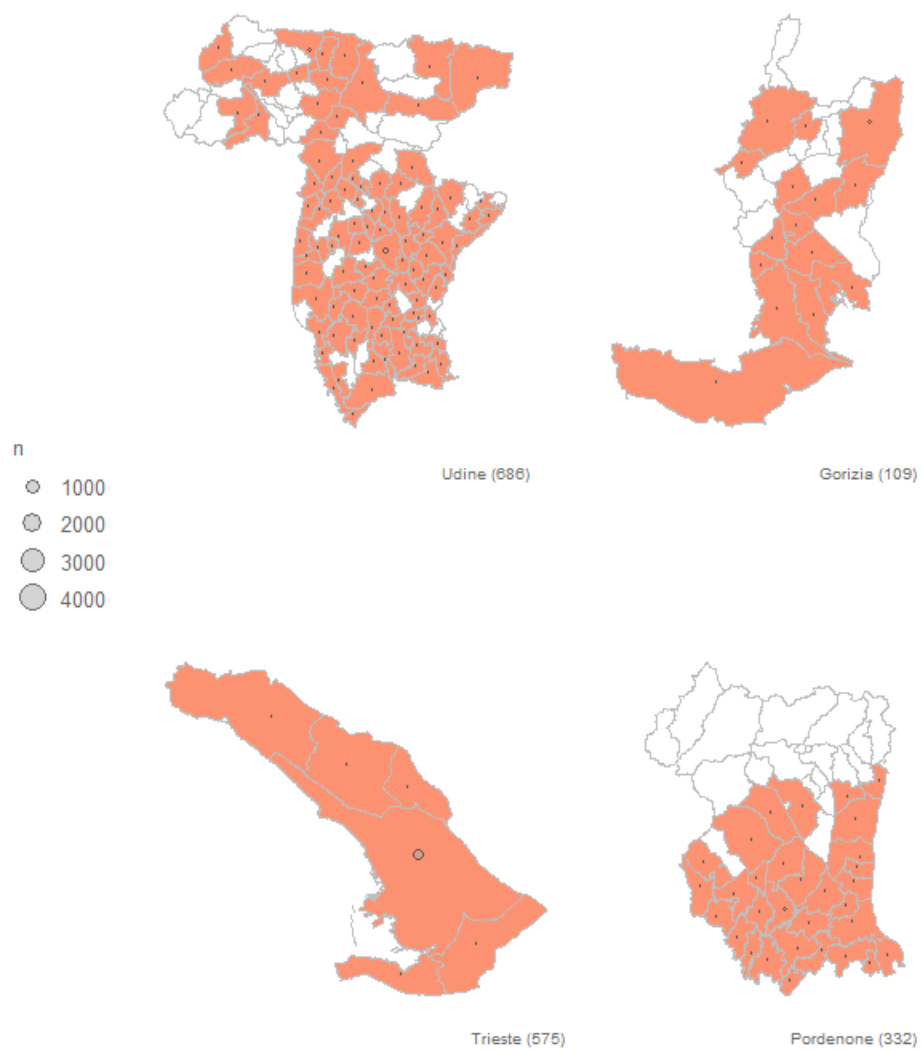 n
1000
2000
3000
4000
Udine (686)
Gorizia (109)
Trieste (575)
Pordenone (332)